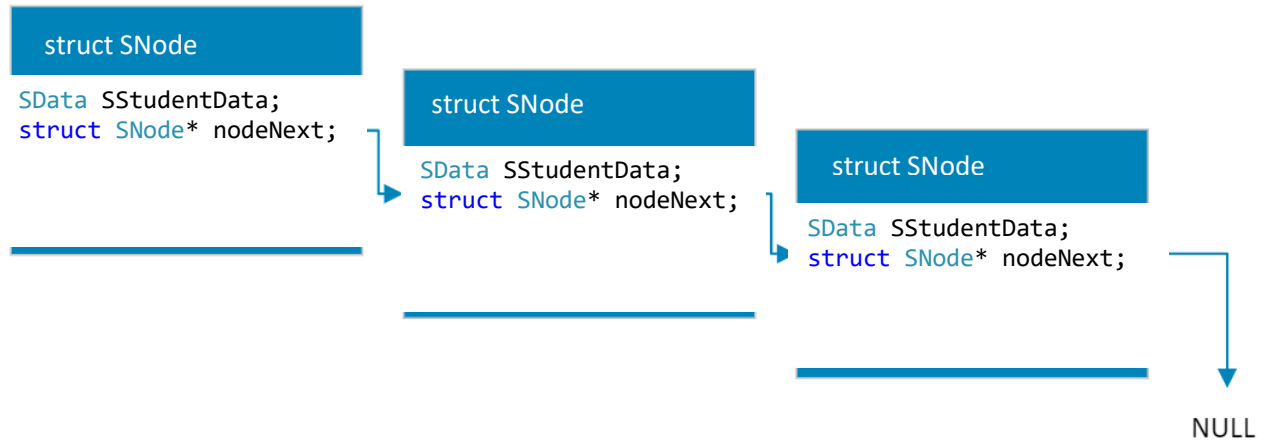 struct SNode
SData SStudentData;
struct SNode* nodeNext;
struct SNode
SData SStudentData;
struct SNode* nodeNext;
struct SNode
SData SStudentData;
struct SNode* nodeNext;
NULL